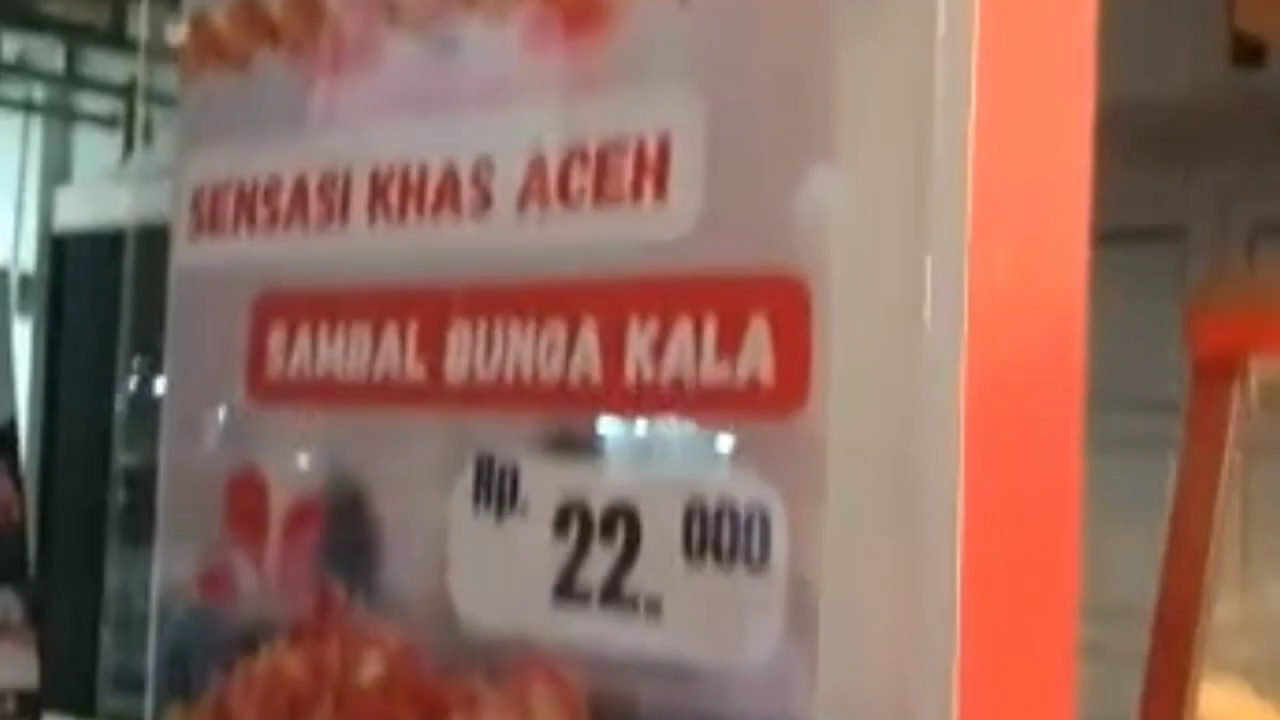 SENSASI KHAS ACEH
SAMBAL BUNGA KALA
Rp. 22.000